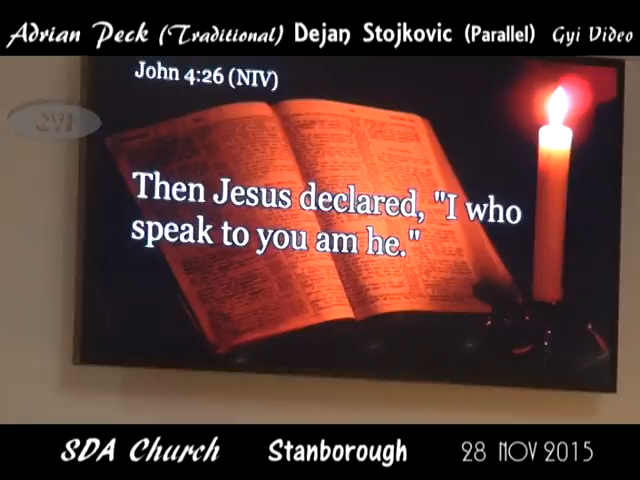 Adrian Peck (Traditional) Dejan Stojkovic (Parallel) Gyi Video
John 4:26 (NIV)
SVI
Then Jesus declared, "I who
speak to you am he."
SDA Church Stanborough 28 NOV 2015